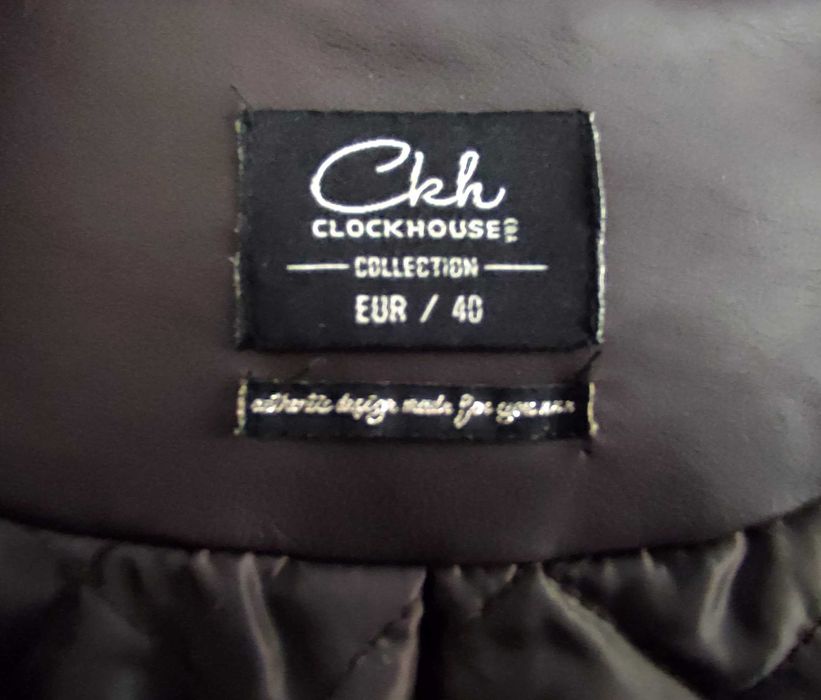 Ckh
CLOCKHOUSE C&A
COLLECTION
EUR / 40
authentic design made for you